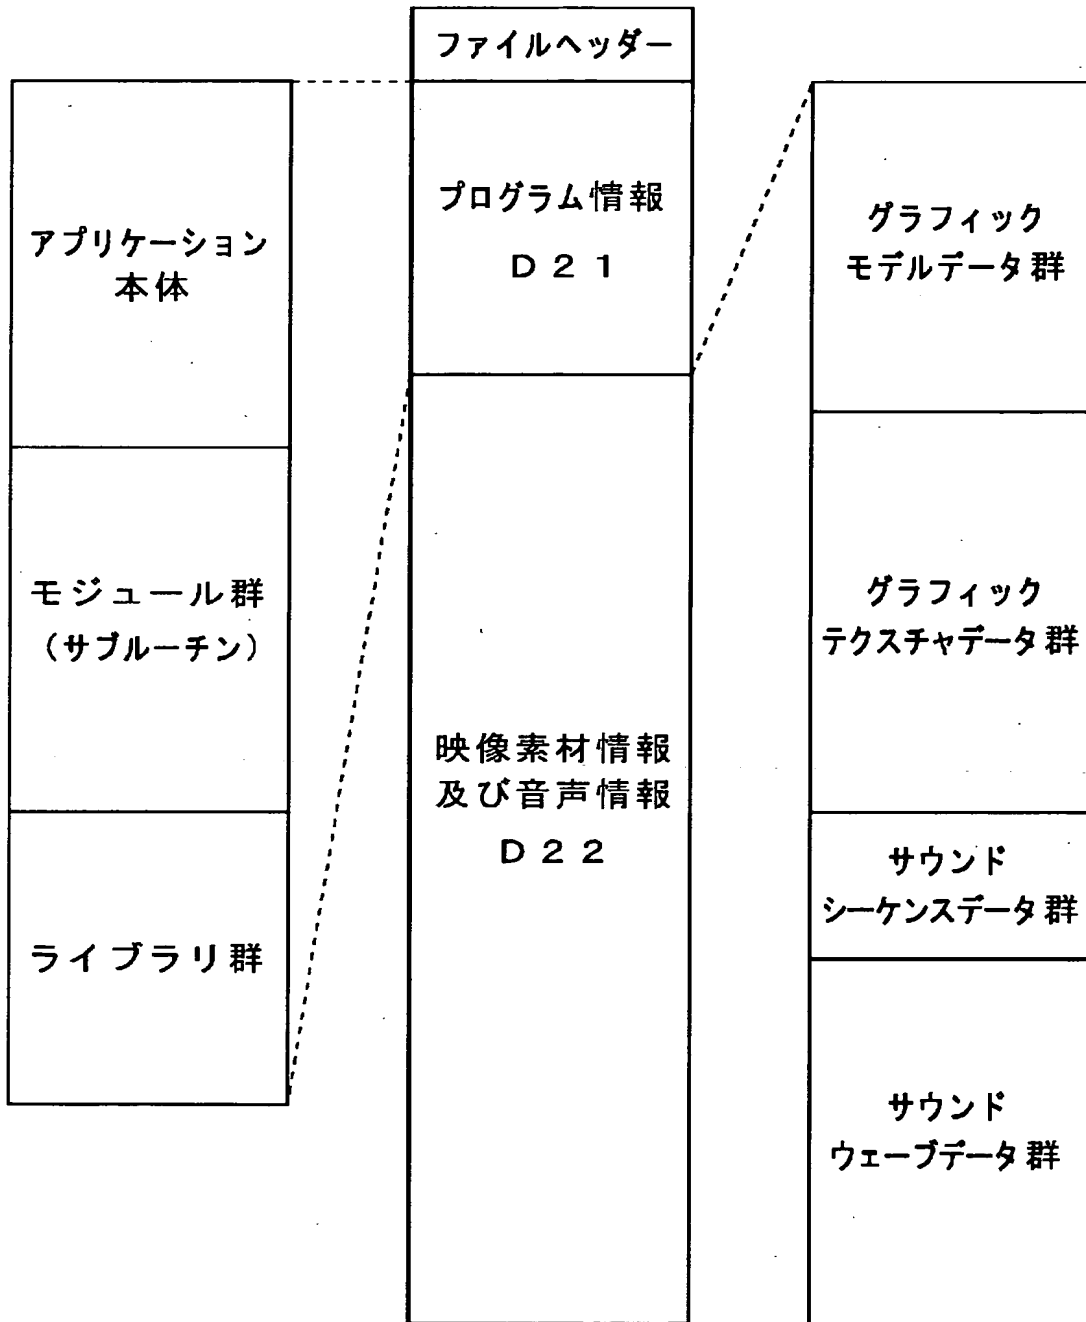 ファイルヘッダー
プログラム情報
D21
映像素材情報
及び音声情報
D22
アプリケーション
本体
モジュール群
(サブルーチン)
ライブラリ群
グラフィック
モデルデータ群
グラフィック
テクスチャデータ群
サウンド
シーケンスデータ群
サウンド
ウェーブデータ群